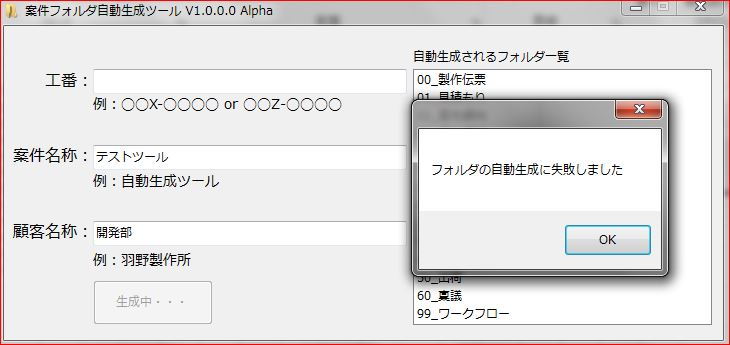 案件フォルダ自動生成ツール V1.0.0.0 Alpha
工番：
例：〇〇X-〇〇〇〇 or 〇〇Z-〇〇〇〇
案件名称：
テストツール
例：自動生成ツール
顧客名称：
開発部
例：羽野製作所
生成中・・・
自動生成されるフォルダ一覧
00_製作伝票
01_見積もり
フォルダの自動生成に失敗しました
OK
50_出荷
60_稟議
99_ワークフロー